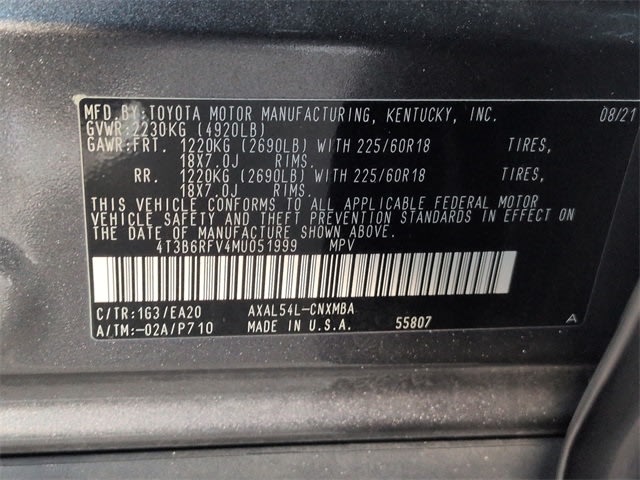 MFD.BY:TOYOTA MOTOR MANUFACTURING, KENTUCKY, INC. 08/21
GVWR:2230KG (4920LB)
GAWR:FRT. 1220KG (2690LB) WITH 225/60R18 TIRES,
18X7.0J RIMS.
RR. 1220KG (2690LB) WITH 225/60R18 TIRES,
18X7.0J RIMS.
THIS VEHICLE CONFORMS TO ALL APPLICABLE FEDERAL MOTOR
VEHICLE SAFETY AND THEFT PREVENTION STANDARDS IN EFFECT ON
THE DATE OF MANUFACTURE SHOWN ABOVE.
4T3B6RFV4MU051999 MPV
C/TR:1G3/EA20 AXAL54L-CNXMBA
A/TM:-02A/P710 MADE IN U.S.A. 55807 A